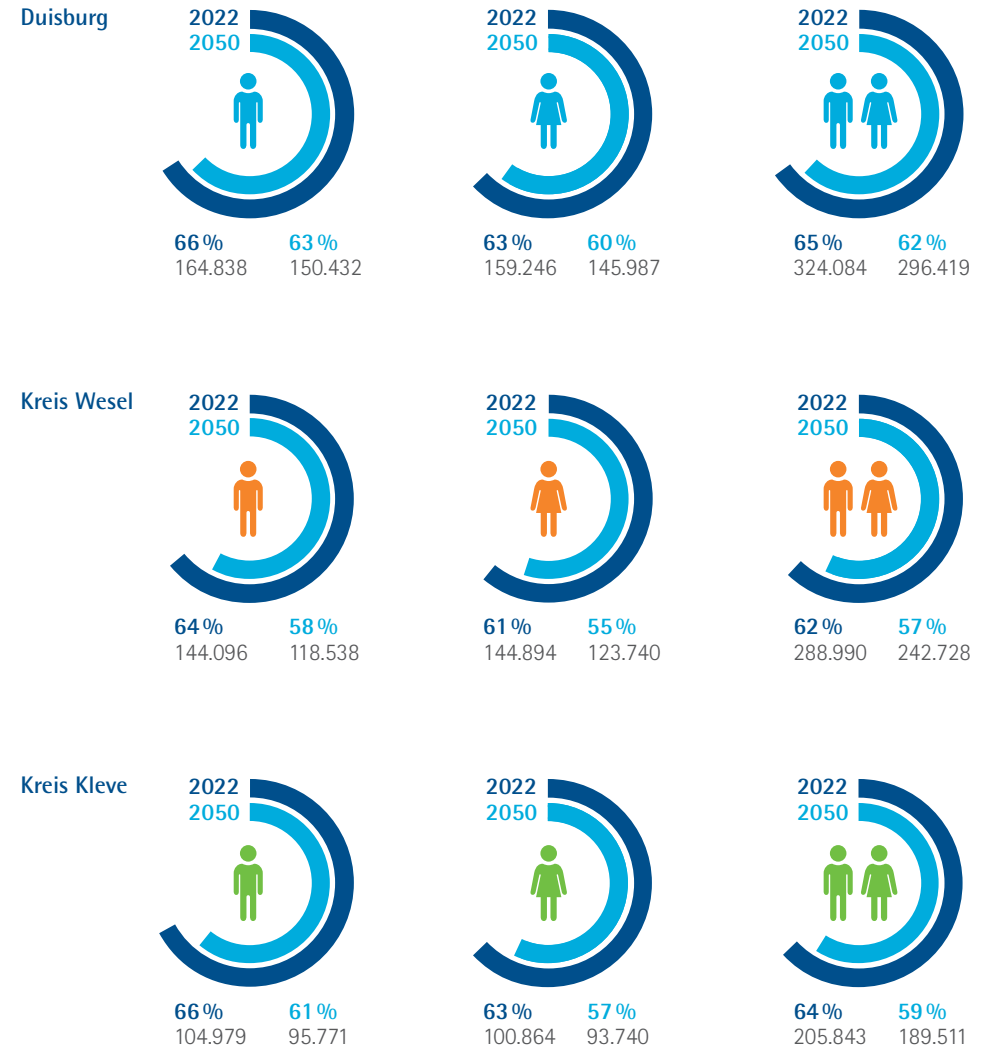 Duisburg
2022 2022 2022
2050 2050 2050
66 % 63 % 63 % 60 % 65 % 62 %
164.838 150.432 159.246 145.987 324.084 296.419
Kreis Wesel
2022 2022 2022
2050 2050 2050
64 % 58 % 61 % 55 % 62 % 57 %
144.096 118.538 144.894 123.740 288.990 242.728
Kreis Kleve
2022 2022 2022
2050 2050 2050
66 % 61 % 63 % 57 % 64 % 59 %
104.979 95.771 100.864 93.740 205.843 189.511